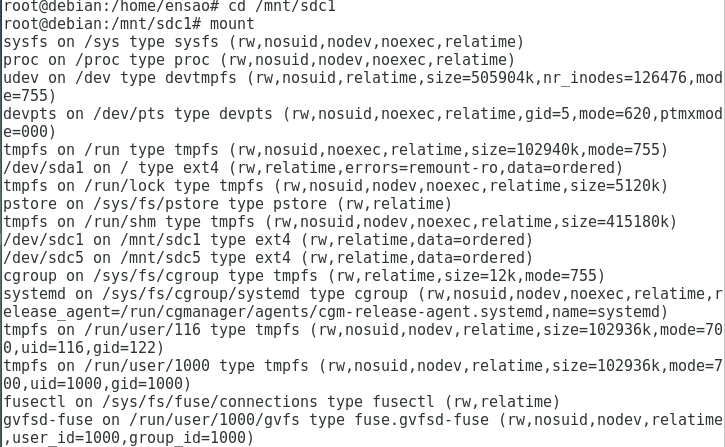 root@debian:/home/ensao# cd /mnt/sdc1
root@debian:/mnt/sdc1# mount
sysfs on /sys type sysfs (rw,nosuid,nodev,noexec,relatime)
proc on /proc type proc (rw,nosuid,nodev,noexec,relatime)
udev on /dev type devtmpfs (rw,nosuid,relatime,size=505904k,nr_inodes=126476,mod
e=755)
devpts on /dev/pts type devpts (rw,nosuid,noexec,relatime,gid=5,mode=620,ptmxmod
e=000)
tmpfs on /run type tmpfs (rw,nosuid,noexec,relatime,size=102940k,mode=755)
/dev/sda1 on / type ext4 (rw,relatime,errors=remount-ro,data=ordered)
tmpfs on /run/lock type tmpfs (rw,nosuid,nodev,noexec,relatime,size=5120k)
pstore on /sys/fs/pstore type pstore (rw,relatime)
tmpfs on /run/shm type tmpfs (rw,nosuid,nodev,noexec,relatime,size=415180k)
/dev/sdc1 on /mnt/sdc1 type ext4 (rw,relatime,data=ordered)
/dev/sdc5 on /mnt/sdc5 type ext4 (rw,relatime,data=ordered)
cgroup on /sys/fs/cgroup type tmpfs (rw,relatime,size=12k,mode=755)
systemd on /sys/fs/cgroup/systemd type cgroup (rw,nosuid,nodev,noexec,relatime,r
elease_agent=/run/cgmanager/agents/cgm-release-agent.systemd,name=systemd)
tmpfs on /run/user/116 type tmpfs (rw,nosuid,nodev,relatime,size=102936k,mode=70
0,uid=116,gid=122)
tmpfs on /run/user/1000 type tmpfs (rw,nosuid,nodev,relatime,size=102936k,mode=7
00,uid=1000,gid=1000)
fusectl on /sys/fs/fuse/connections type fusectl (rw,relatime)
gvfsd-fuse on /run/user/1000/gvfs type fuse.gvfsd-fuse (rw,nosuid,nodev,relatime
,user_id=1000,group_id=1000)